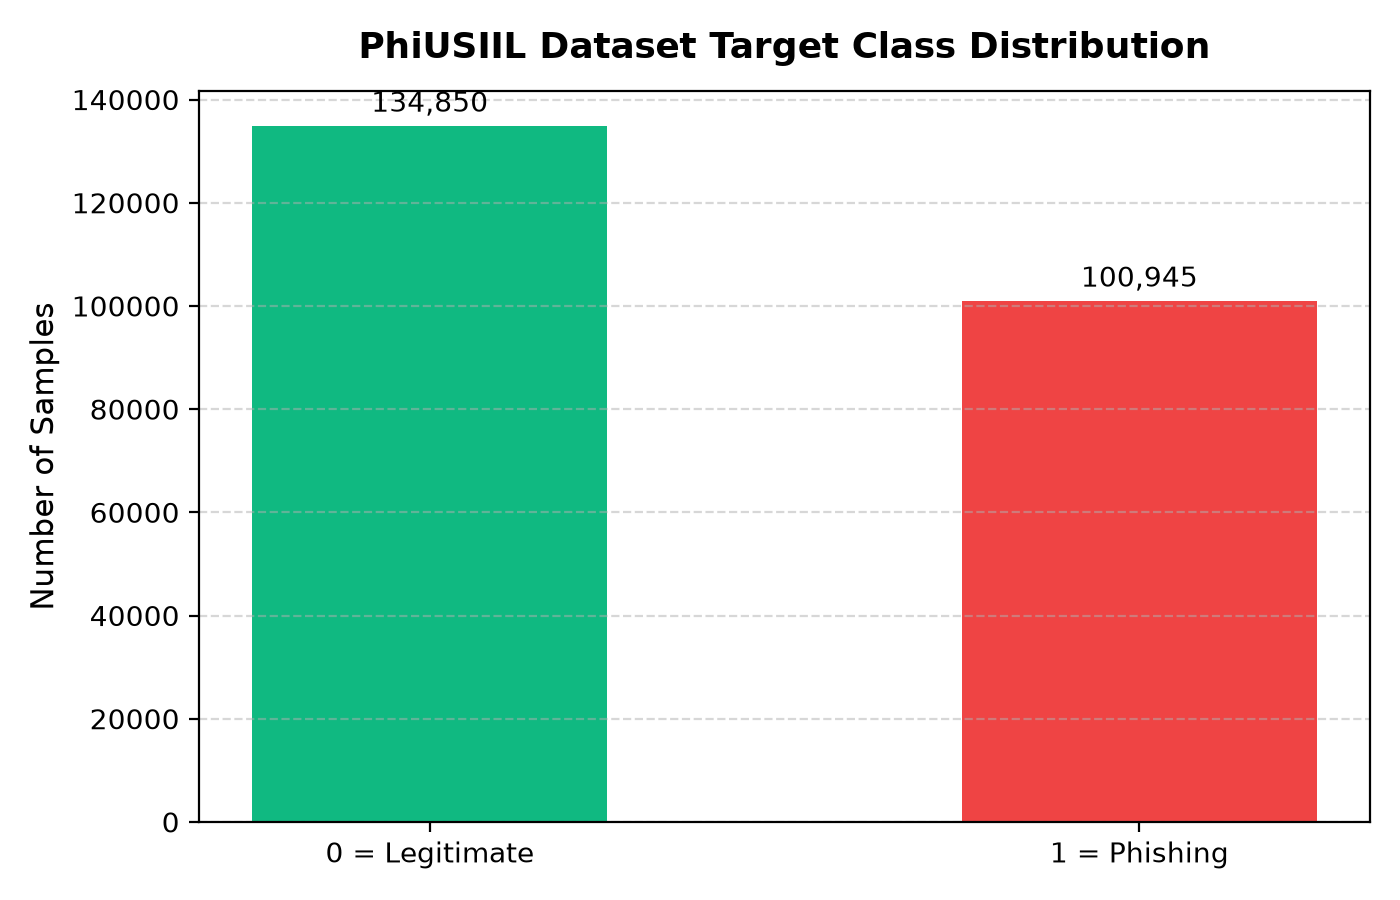 PhiUSIIL Dataset Target Class Distribution
Number of Samples
140000
120000
100000
80000
60000
40000
20000
0
134,850
100,945
0 = Legitimate
1 = Phishing